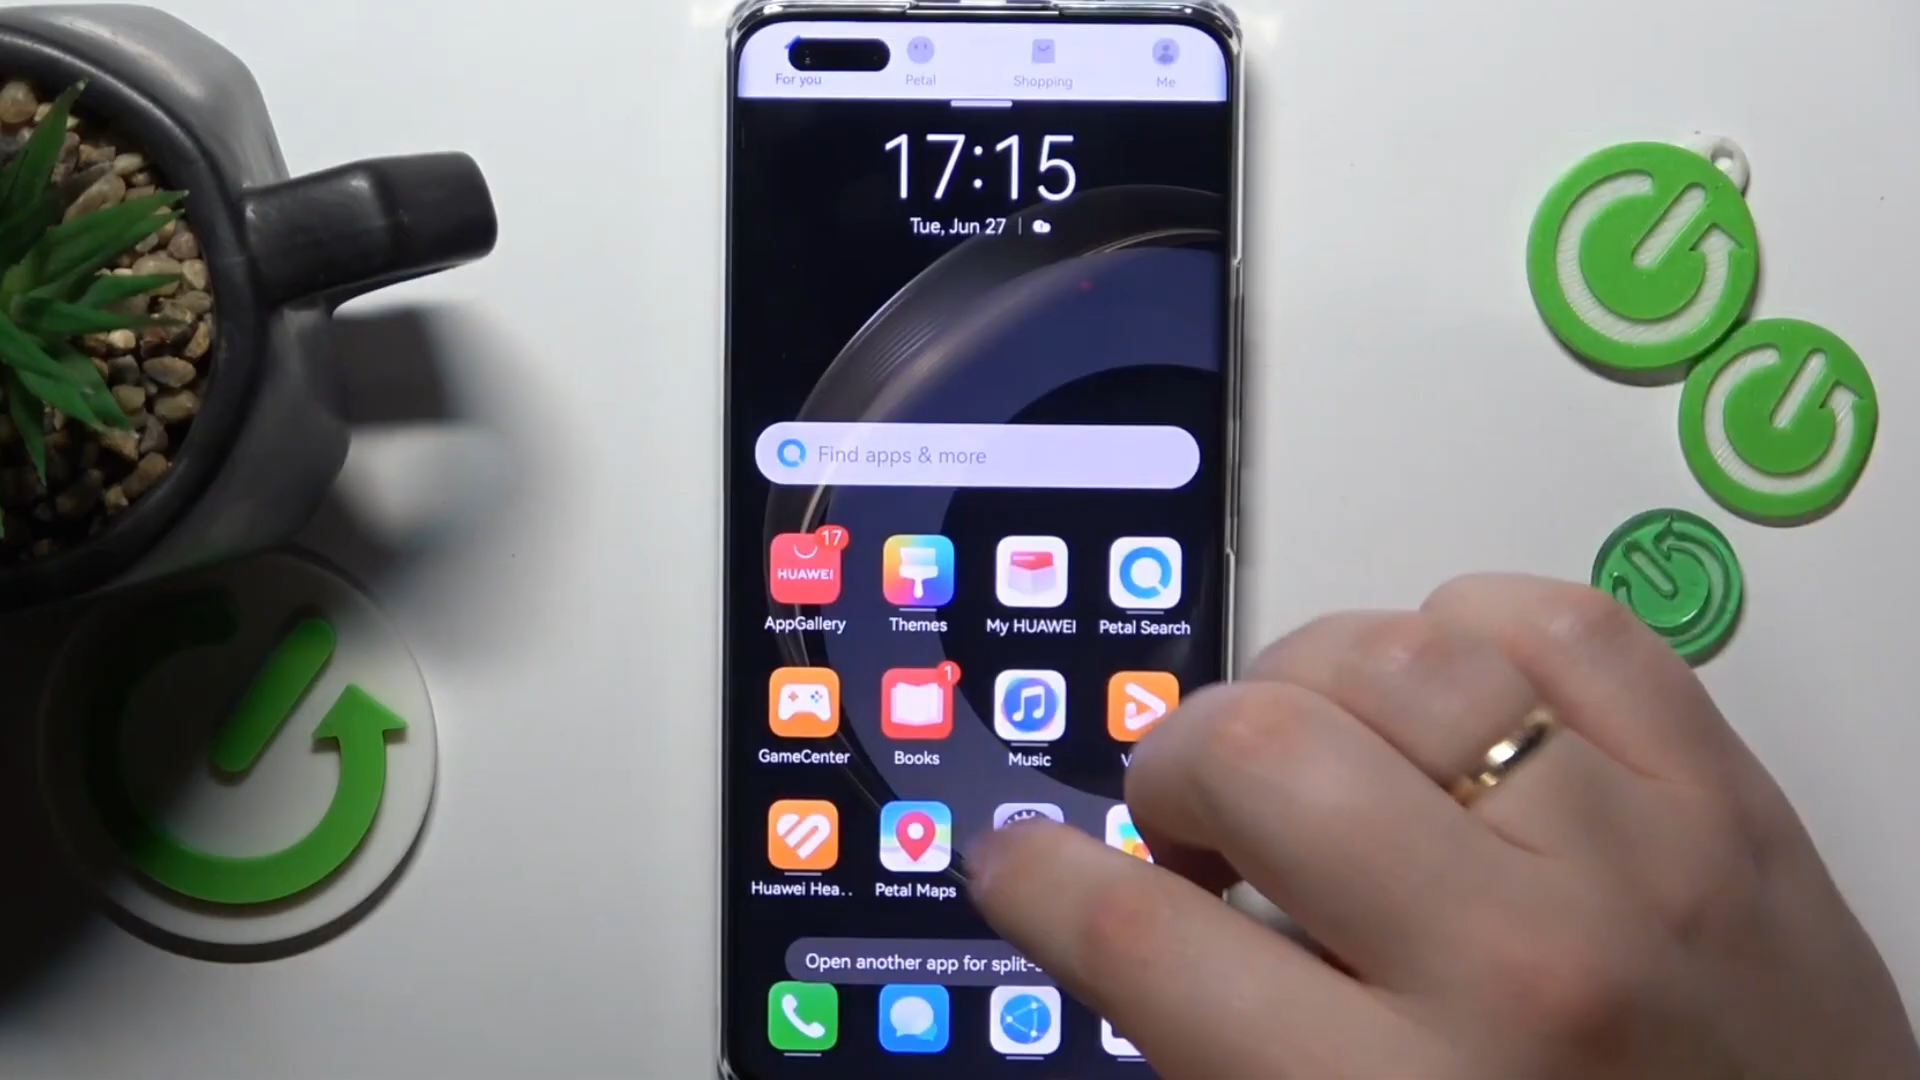 For you
Petal
Shopping
Me
17:15
Tue, Jun 27
Find apps & more
17
HUAWEI
AppGallery
Themes
My HUAWEI
Petal Search
1
GameCenter
Books
Music
Huawei Hea..
Petal Maps
Open another app for split-